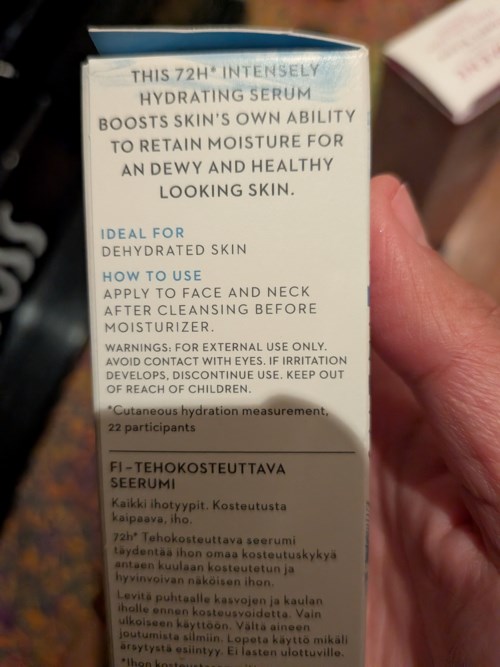 THIS 72H* INTENSELY
HYDRATING SERUM
BOOSTS SKIN'S OWN ABILITY
TO RETAIN MOISTURE FOR
AN DEWY AND HEALTHY
LOOKING SKIN.
IDEAL FOR
DEHYDRATED SKIN
HOW TO USE
APPLY TO FACE AND NECK
AFTER CLEANSING BEFORE
MOISTURIZER.
WARNINGS: FOR EXTERNAL USE ONLY.
AVOID CONTACT WITH EYES. IF IRRITATION
DEVELOPS, DISCONTINUE USE. KEEP OUT
OF REACH OF CHILDREN.
*Cutaneous hydration measurement,
22 participants
FI – TEHOKOSTEUTTAVA
SEERUMI
Kaikki ihotyypit. Kosteutusta
kaipaava, iho.
72h* Tehokosteuttava seerumi
täydentää ihon omaa kosteutuskykyä
antaen kuulaan kosteutetun ja
hyvinvoivan näköisen ihon.
Levitä puhtaalle kasvojen ja kaulan
iholle ennen kosteusvoidetta. Vain
ulkoiseen käyttöön. Vältä aineen
joutumista silmiin. Lopeta käyttö mikäli
ärsytystä esiintyy. Ei lasten ulottuville.
*Ihon